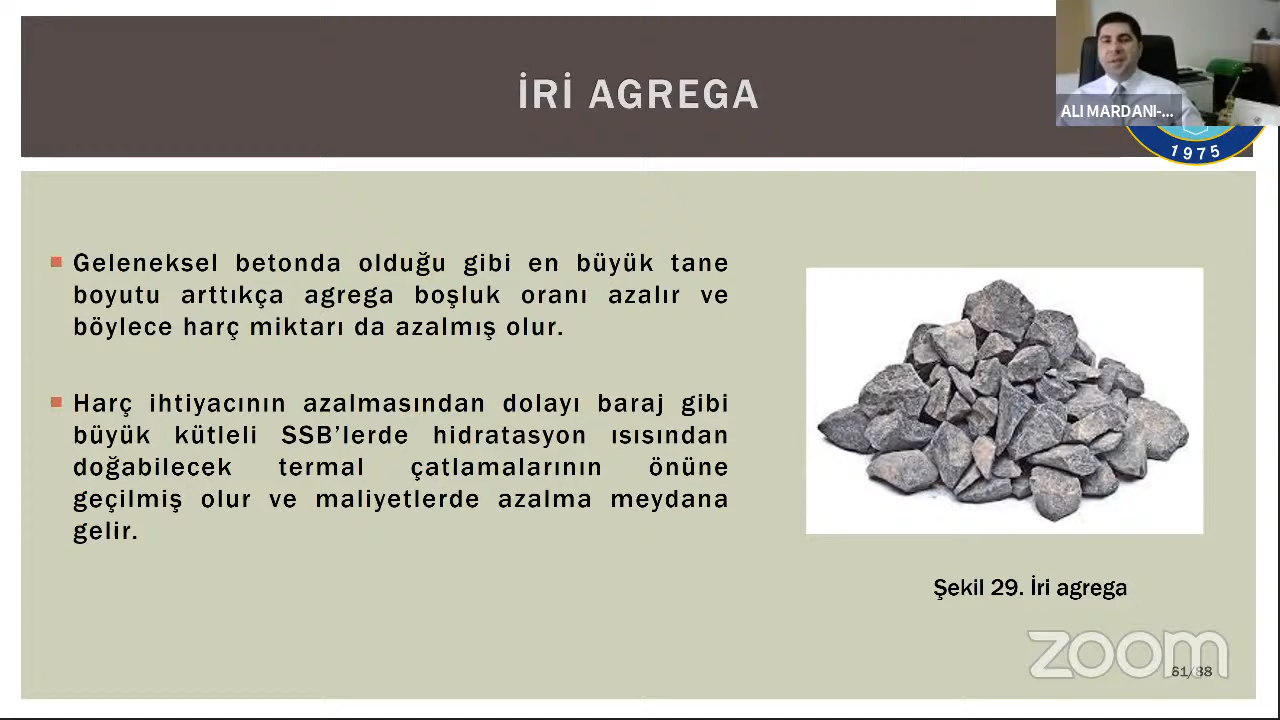 İRİ AGREGA
ALI MARDANI-...
1975
Geleneksel betonda olduğu gibi en büyük tane
boyutu arttıkça agrega boşluk oranı azalır ve
böylece harç miktarı da azalmış olur.
Harç ihtiyacının azalmasından dolayı baraj gibi
büyük kütleli SSB'lerde hidratasyon ısısından
doğabilecek termal çatlamalarının önüne
geçilmiş olur ve maliyetlerde azalma meydana
gelir.
Şekil 29. İri agrega
zoom
61/88